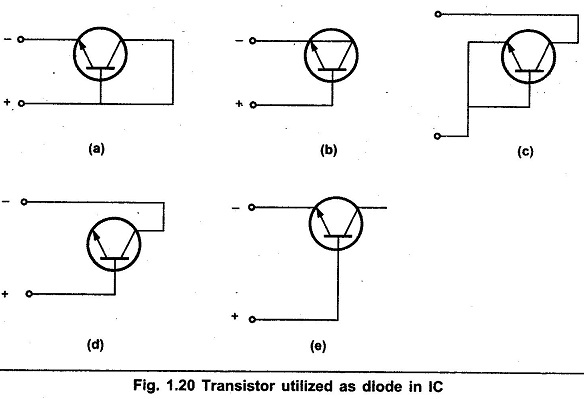 − − 
+ +
(a) (b) (c)
− −
+ +
(d) (e)
Fig. 1.20 Transistor utilized as diode in IC